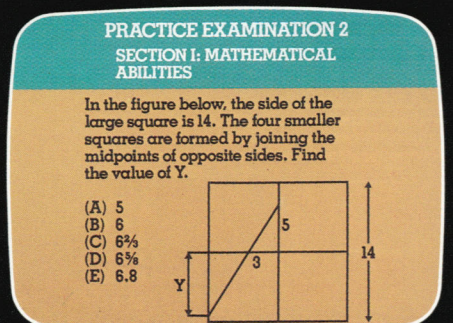 PRACTICE EXAMINATION 2
SECTION I: MATHEMATICAL
ABILITIES
In the figure below, the side of the
large square is 14. The four smaller
squares are formed by joining the
midpoints of opposite sides. Find
the value of Y.
(A) 5
(B) 6
(C) 6⅔
(D) 6⅝
(E) 6.8
5
3
14
Y